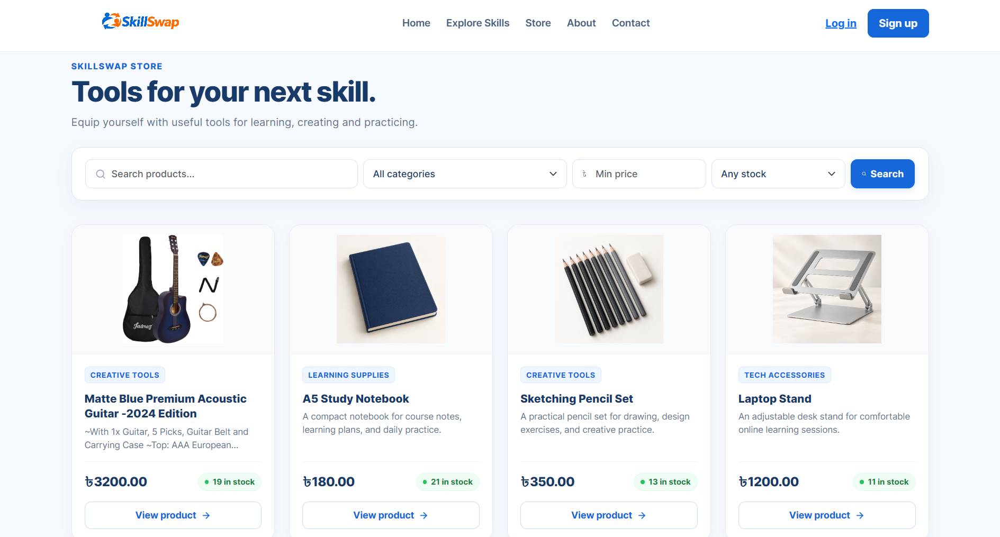 SkillSwap
Home Explore Skills Store About Contact Log in Sign up
SKILLSWAP STORE
Tools for your next skill.
Equip yourself with useful tools for learning, creating and practicing.
Search products... All categories ৳ Min price Any stock Search
Juarez
CREATIVE TOOLS
Matte Blue Premium Acoustic
Guitar -2024 Edition
~With 1x Guitar, 5 Picks, Guitar Belt and
Carrying Case ~Top: AAA European...
৳3200.00 19 in stock
View product →
LEARNING SUPPLIES
A5 Study Notebook
A compact notebook for course notes,
learning plans, and daily practice.
৳180.00 21 in stock
View product →
CREATIVE TOOLS
Sketching Pencil Set
A practical pencil set for drawing, design
exercises, and creative practice.
৳350.00 13 in stock
View product →
TECH ACCESSORIES
Laptop Stand
An adjustable desk stand for comfortable
online learning sessions.
৳1200.00 11 in stock
View product →